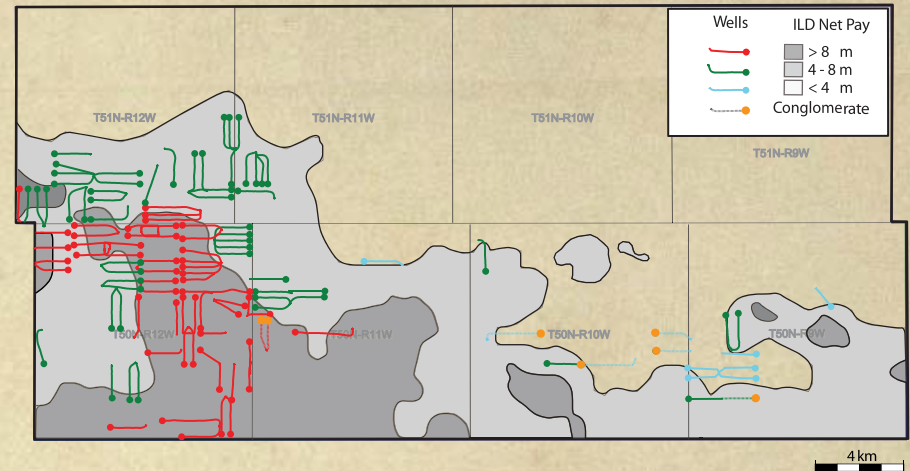 Wells ILD Net Pay
> 8 m
4 - 8 m
< 4 m
Conglomerate
T51N-R12W T51N-R11W T51N-R10W
T51N-R9W
T50N-R12W T50N-R11W T50N-R10W T50N-R9W
4 km